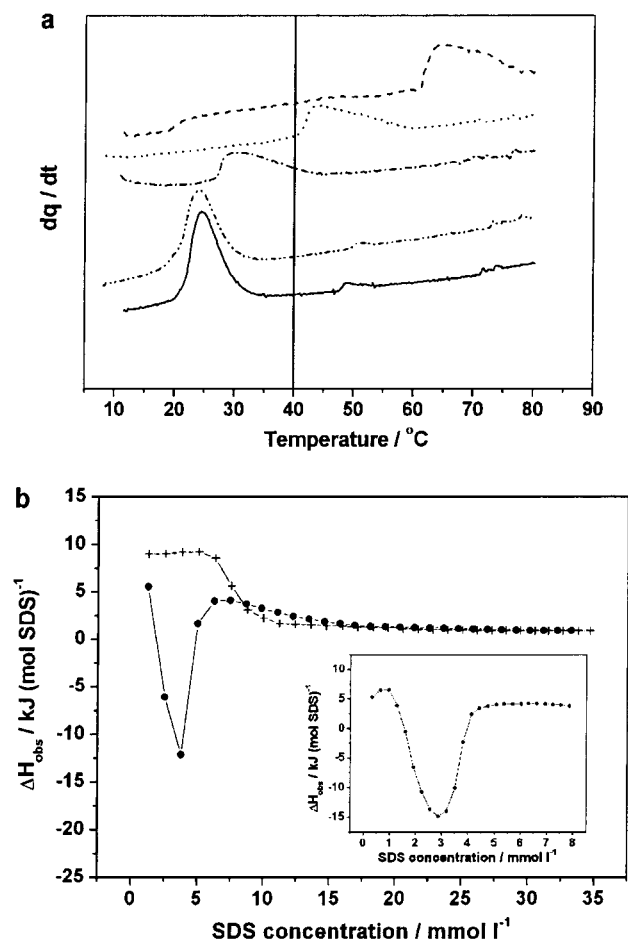 a
dq / dt
10 20 30 40 50 60 70 80 90
Temperature / °C
b
15
10
5
0
-5
-10
-15
-20
-25
ΔH_obs / kJ (mol SDS)⁻¹
0 5 10 15 20 25 30 35
SDS concentration / mmol l⁻¹
10
5
0
-5
-10
-15
ΔH_obs / kJ (mol SDS)⁻¹
0 1 2 3 4 5 6 7 8
SDS concentration / mmol l⁻¹